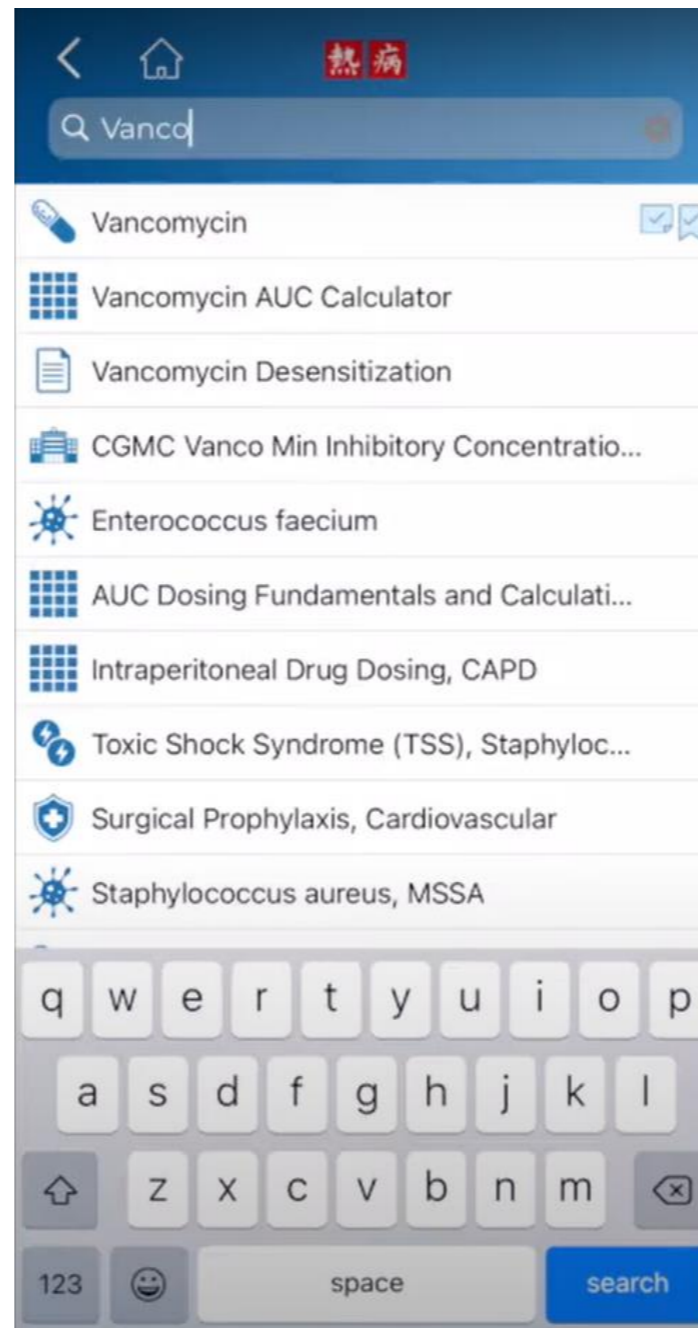 熱病
Vanco
Vancomycin
Vancomycin AUC Calculator
Vancomycin Desensitization
CGMC Vanco Min Inhibitory Concentratio...
Enterococcus faecium
AUC Dosing Fundamentals and Calculati...
Intraperitoneal Drug Dosing, CAPD
Toxic Shock Syndrome (TSS), Staphyloc...
Surgical Prophylaxis, Cardiovascular
Staphylococcus aureus, MSSA
q w e r t y u i o p
a s d f g h j k l
z x c v b n m
123 space search